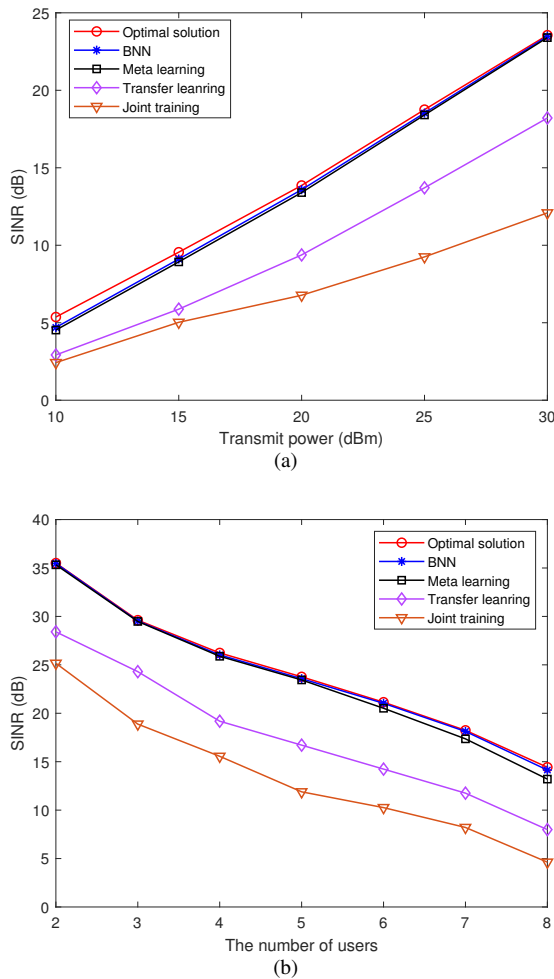 25
20
15
10
5
0
SINR (dB)
Optimal solution
BNN
Meta learning
Transfer leanring
Joint training
10
15
20
25
30
Transmit power (dBm)
(a)
40
35
30
25
20
15
10
5
0
SINR (dB)
Optimal solution
BNN
Meta learning
Transfer leanring
Joint training
2
3
4
5
6
7
8
The number of users
(b)